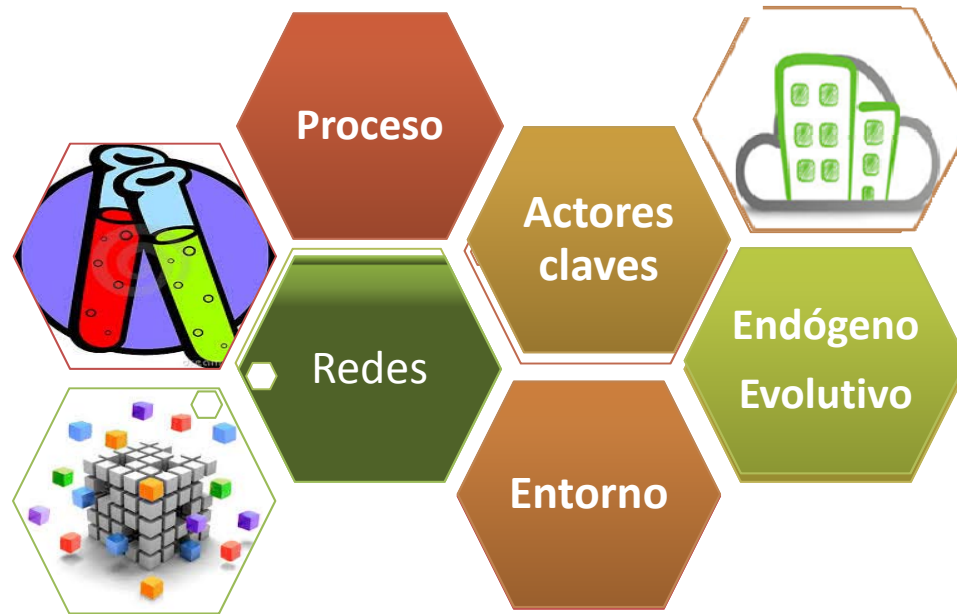 Proceso
Actores
claves
Redes
Endógeno
Evolutivo
Entorno